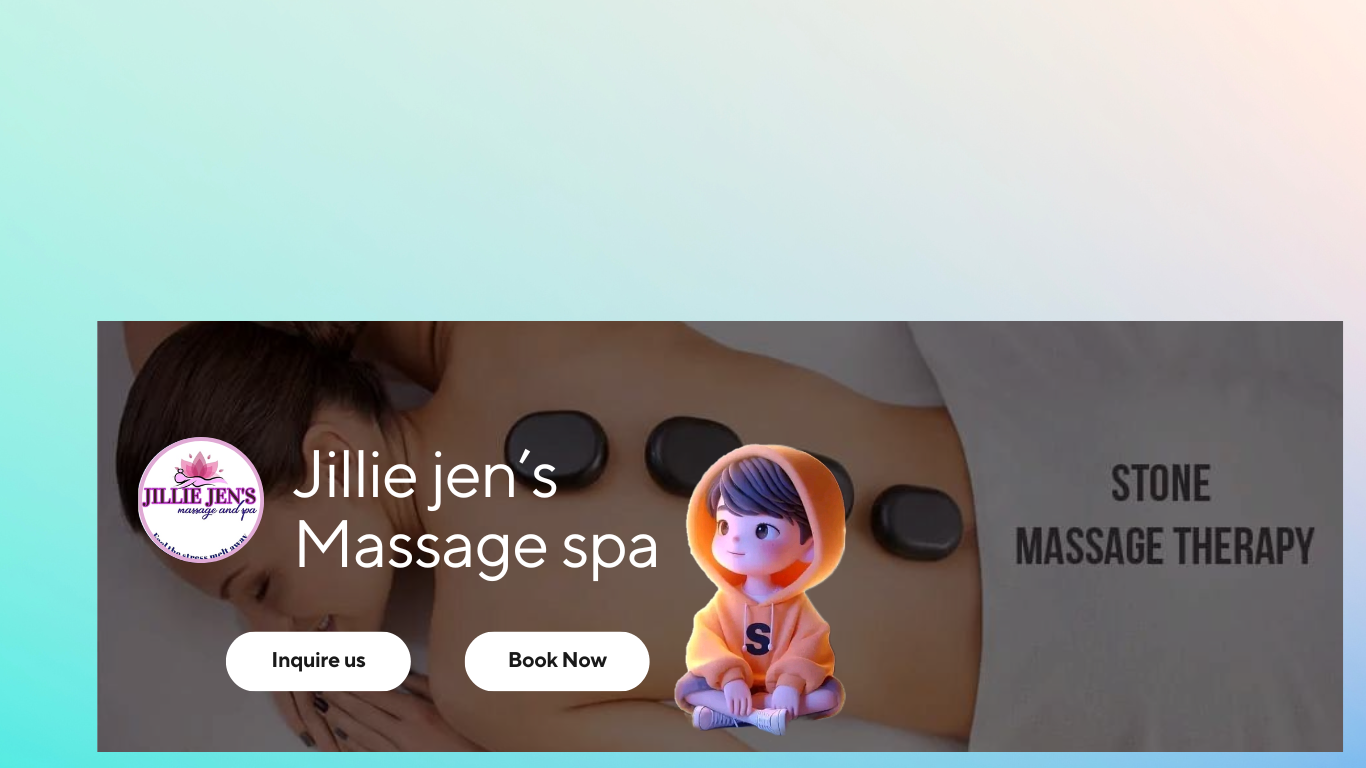 Jillie jen’s
Massage spa
JILLIE JEN'S
massage and spa
Feel the stress melt away
Inquire us
Book Now
S
STONE
MASSAGE THERAPY